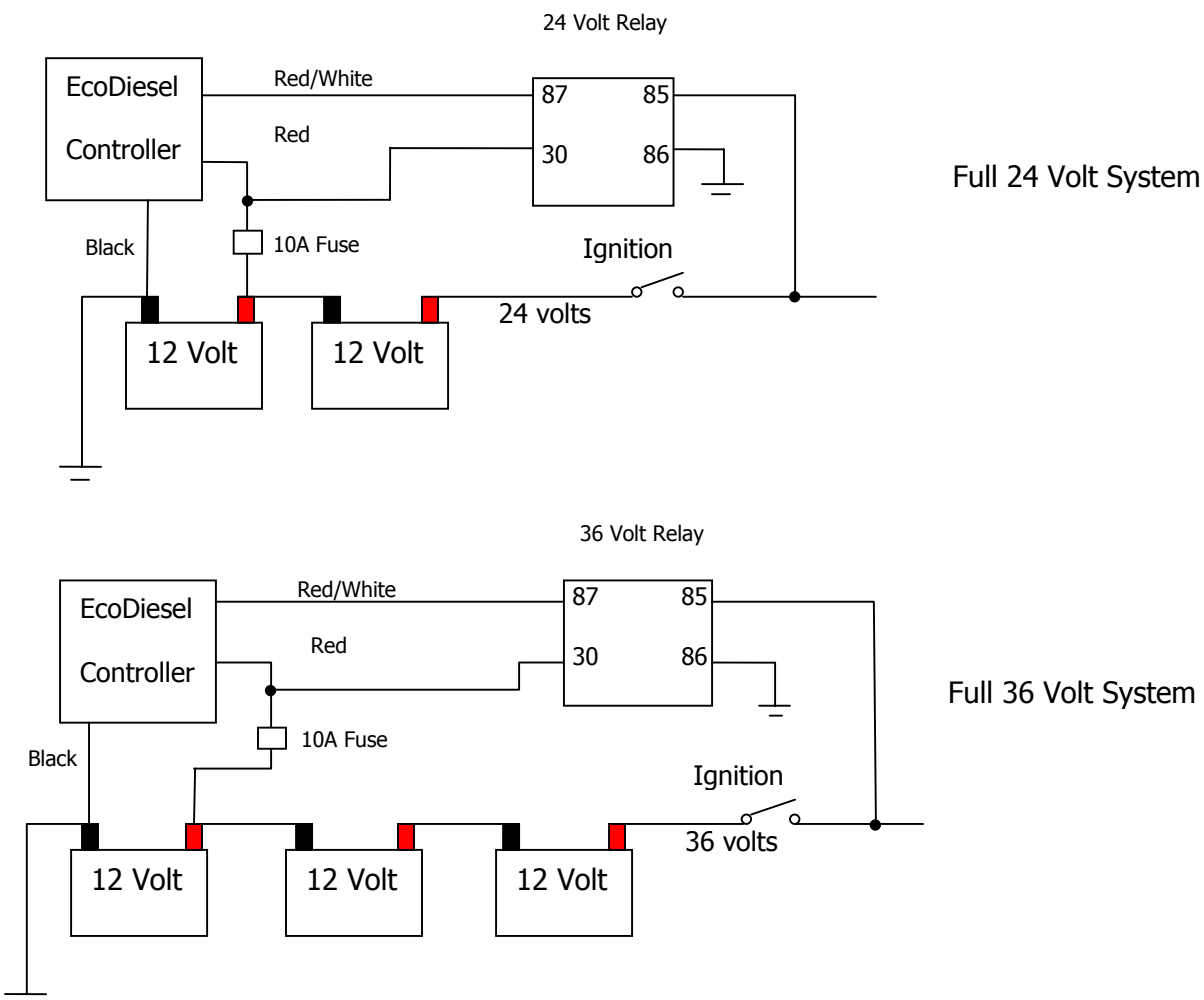 24 Volt Relay
EcoDiesel
Controller
Red/White
Red
87
85
30
86
Full 24 Volt System
Black
10A Fuse
Ignition
24 volts
12 Volt
12 Volt
36 Volt Relay
EcoDiesel
Controller
Red/White
Red
87
85
30
86
Full 36 Volt System
Black
10A Fuse
Ignition
36 volts
12 Volt
12 Volt
12 Volt